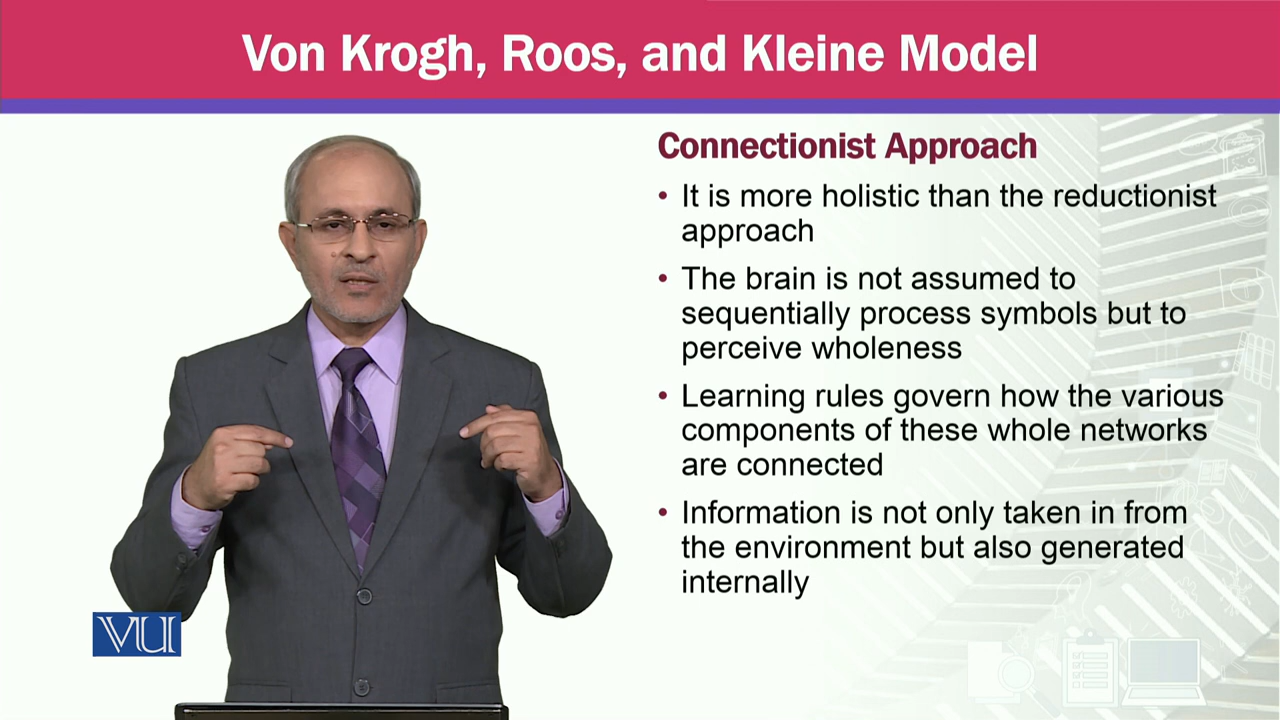 Von Krogh, Roos, and Kleine Model
Connectionist Approach
• It is more holistic than the reductionist
approach
• The brain is not assumed to
sequentially process symbols but to
perceive wholeness
• Learning rules govern how the various
components of these whole networks
are connected
• Information is not only taken in from
the environment but also generated
internally
VU